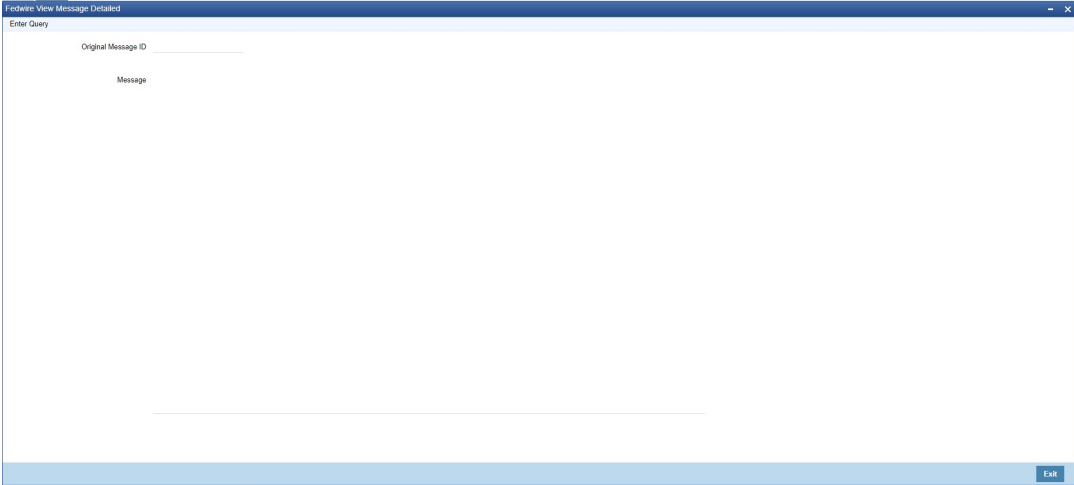 Fedwire View Message Detailed
Enter Query
Original Message ID
Message
Exit